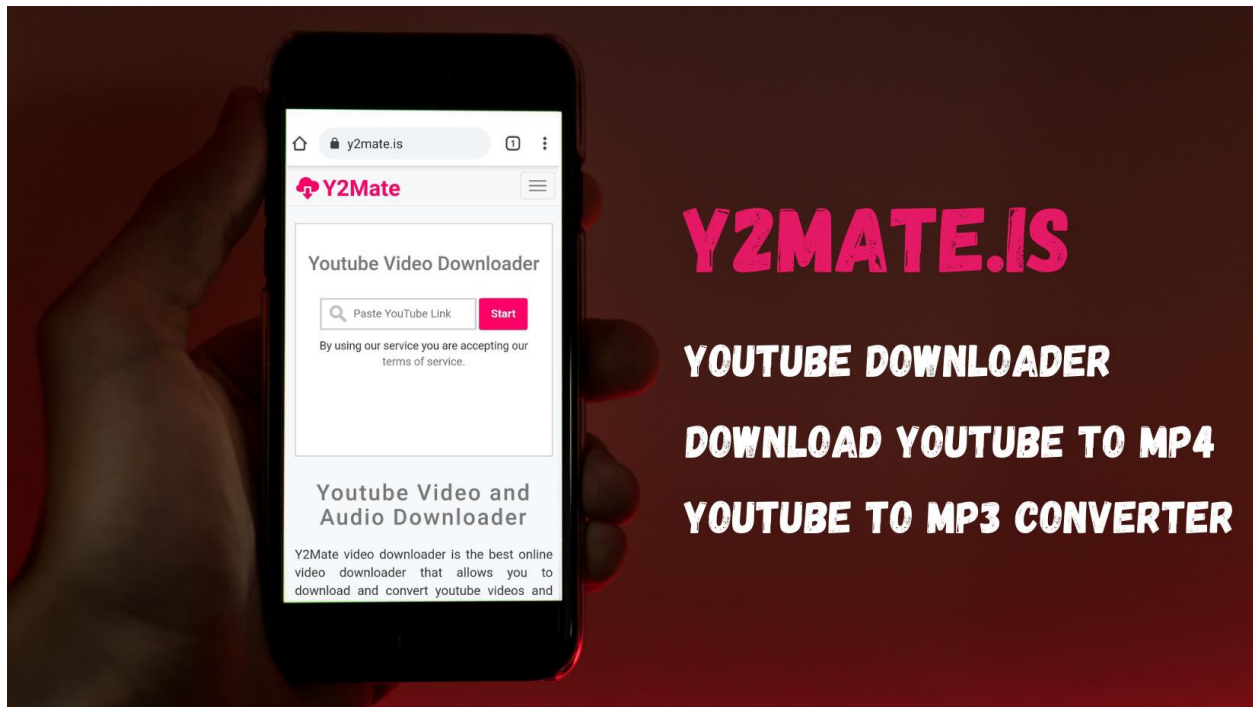 y2mate.is
1
Y2Mate
Youtube Video Downloader
Paste YouTube Link
Start
By using our service you are accepting our
terms of service.
Youtube Video and
Audio Downloader
Y2Mate video downloader is the best online
video downloader that allows you to
download and convert youtube videos and
Y2MATE.IS
YOUTUBE DOWNLOADER
DOWNLOAD YOUTUBE TO MP4
YOUTUBE TO MP3 CONVERTER